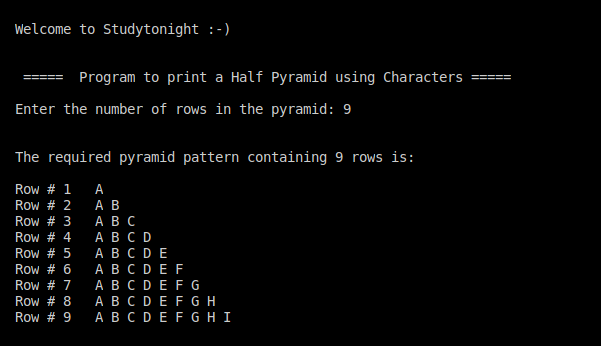 Welcome to Studytonight :-)
===== Program to print a Half Pyramid using Characters =====
Enter the number of rows in the pyramid: 9
The required pyramid pattern containing 9 rows is:
Row # 1 A
Row # 2 A B
Row # 3 A B C
Row # 4 A B C D
Row # 5 A B C D E
Row # 6 A B C D E F
Row # 7 A B C D E F G
Row # 8 A B C D E F G H
Row # 9 A B C D E F G H I